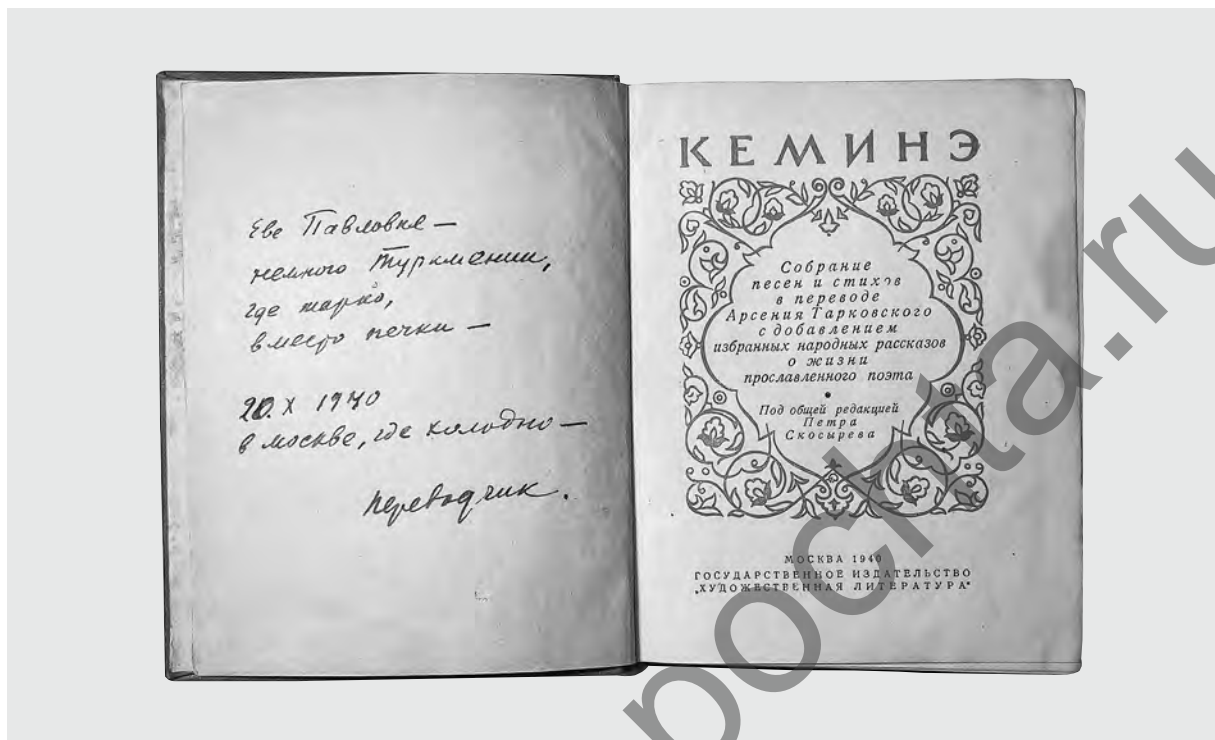 Еве Павловне —
немного Туркмении,
где жарко,
вместо печки —
20.X 1940
в москве, где холодно —
переводчик.
КЕМИНЭ
Собрание
песен и стихов
в переводе
Арсения Тарковского
с добавлением
избранных народных рассказов
о жизни
прославленного поэта
•
Под общей редакцией
Петра
Скосырева
МОСКВА 1940
ГОСУДАРСТВЕННОЕ ИЗДАТЕЛЬСТВО
„ХУДОЖЕСТВЕННАЯ ЛИТЕРАТУРА"
pochta.ru